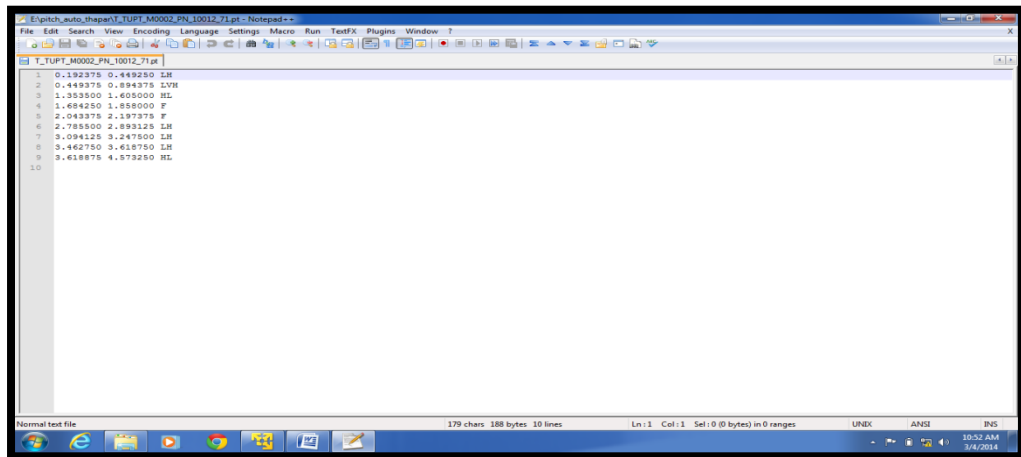 E:\pitch_auto_thapar\T_TUPT_M0002_PN_10012_71.pt - Notepad++
File Edit Search View Encoding Language Settings Macro Run TextFX Plugins Window ? X
T_TUPT_M0002_PN_10012_71.pt
1 0.192375 0.449250 LH
2 0.449375 0.894375 LVH
3 1.353500 1.605000 HL
4 1.684250 1.858000 F
5 2.043375 2.197375 F
6 2.785500 2.893125 LH
7 3.094125 3.247500 LH
8 3.462750 3.618750 LH
9 3.618875 4.573250 HL
10
Normal text file 179 chars 188 bytes 10 lines Ln : 1 Col : 1 Sel : 0 (0 bytes) in 0 ranges UNIX ANSI INS
10:52 AM
3/4/2014